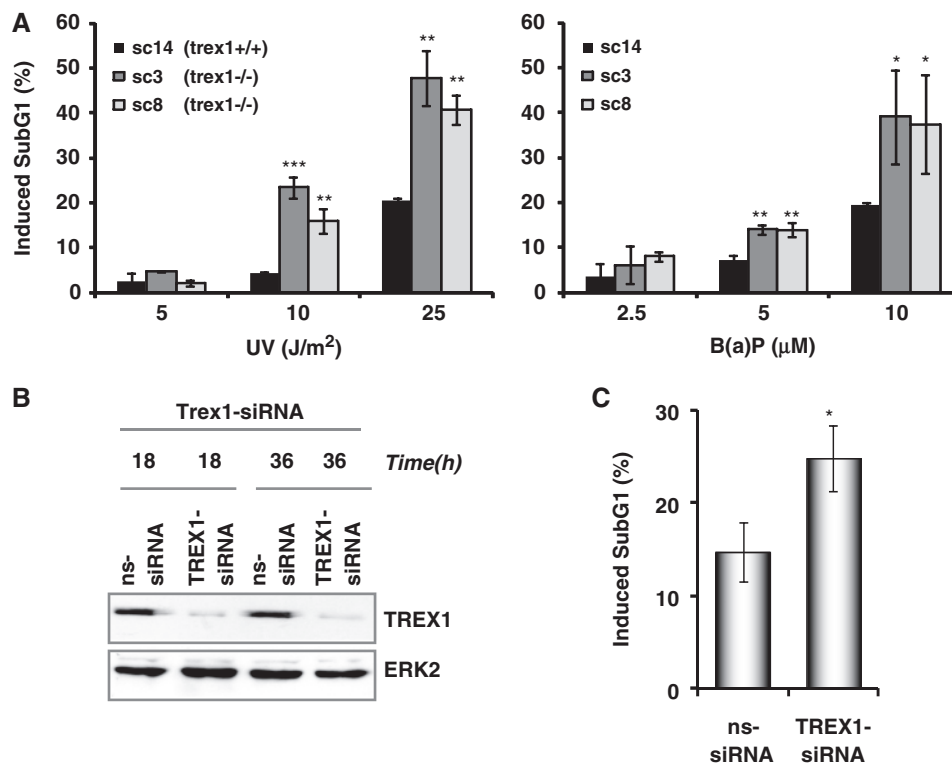 A
60
50
40
30
20
10
0
Induced SubG1 (%)
sc14 (trex1+/+)
sc3 (trex1-/-)
sc8 (trex1-/-)
***
**
**
**
5
10
25
UV (J/m²)
60
50
40
30
20
10
0
sc14
sc3
sc8
**
**
*
*
2.5
5
10
B(a)P (µM)
B
Trex1-siRNA
18
18
36
36
Time(h)
ns-
siRNA
TREX1-
siRNA
ns-
siRNA
TREX1-
siRNA
TREX1
ERK2
C
30
20
10
0
Induced SubG1 (%)
*
ns-
siRNA
TREX1-
siRNA